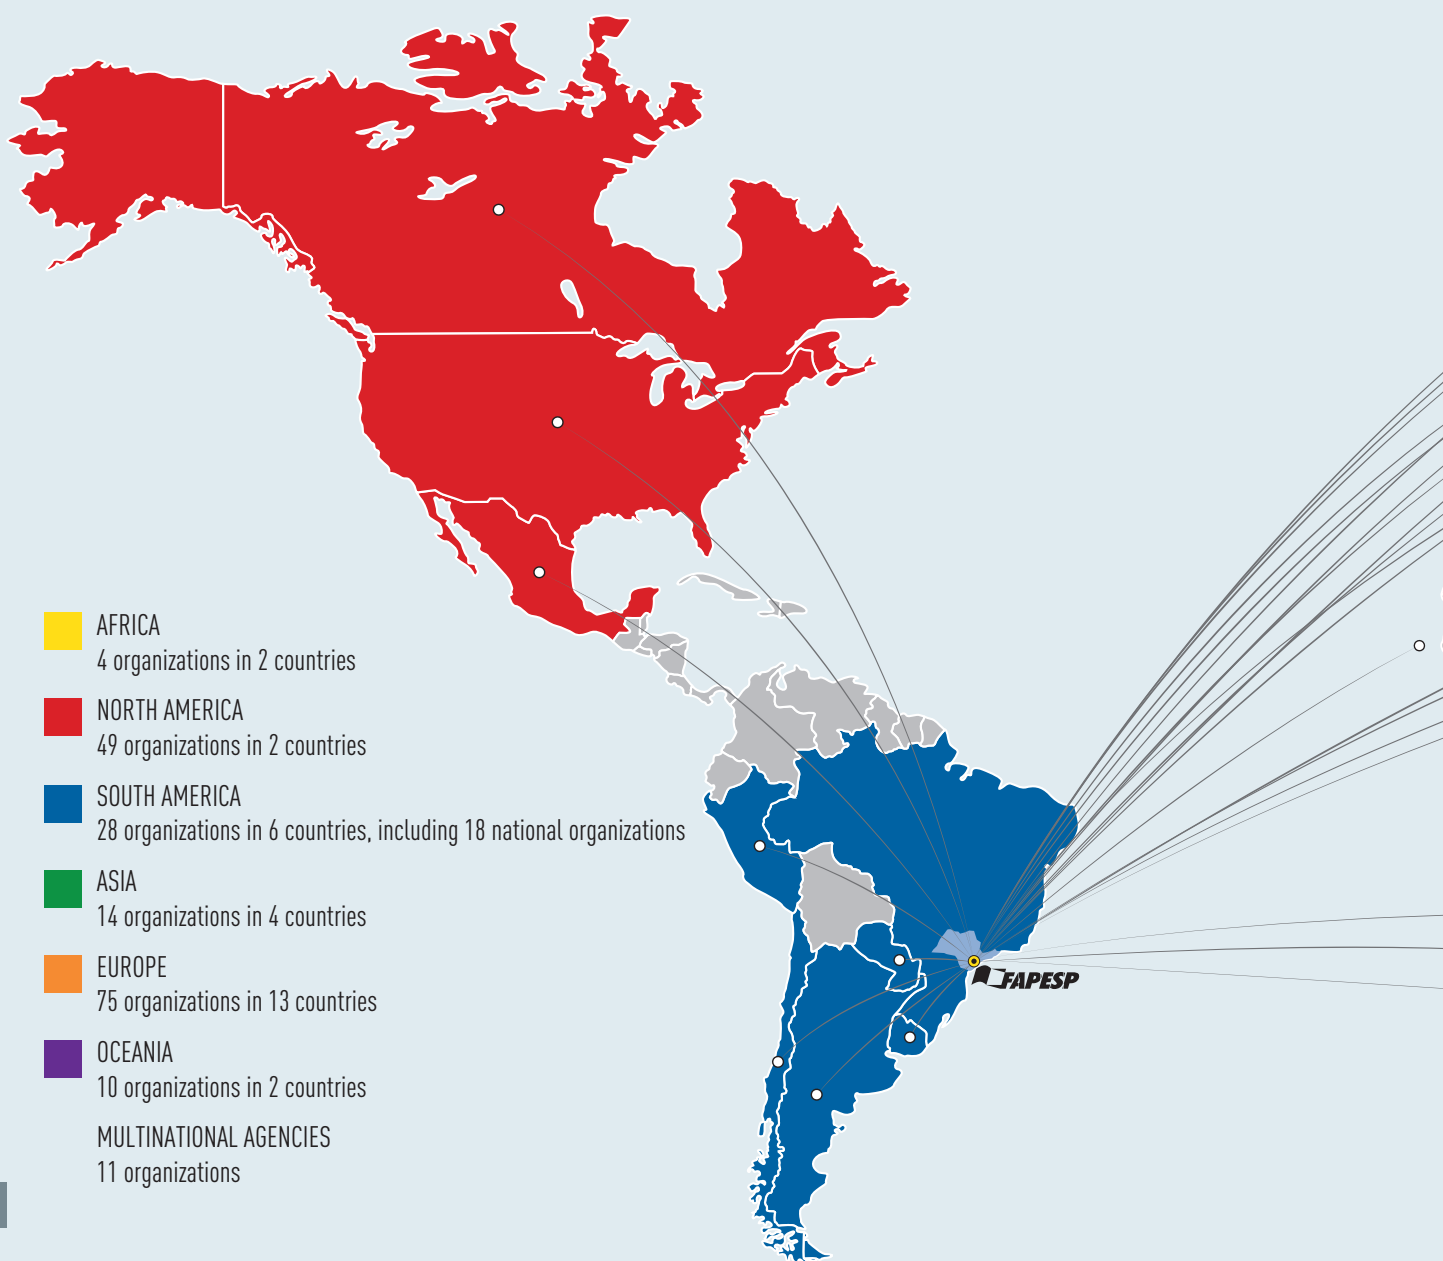 AFRICA
4 organizations in 2 countries
NORTH AMERICA
49 organizations in 2 countries
SOUTH AMERICA
28 organizations in 6 countries, including 18 national organizations
ASIA
14 organizations in 4 countries
EUROPE
75 organizations in 13 countries
OCEANIA
10 organizations in 2 countries
MULTINATIONAL AGENCIES
11 organizations
FAPESP